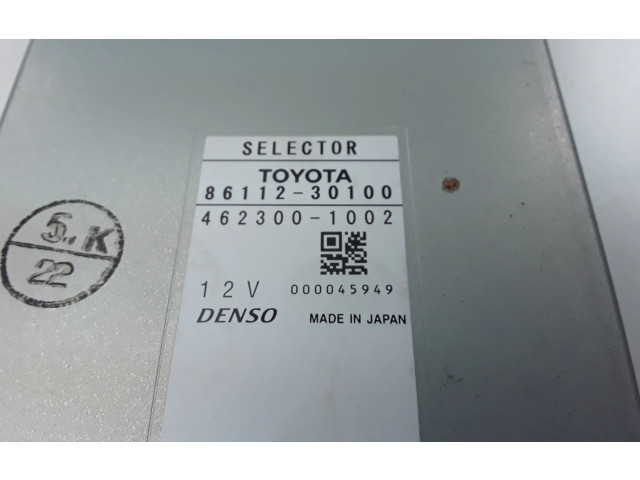 SELECTOR
TOYOTA
86112-30100
462300-1002
12V 000045949
DENSO MADE IN JAPAN
5.K
22